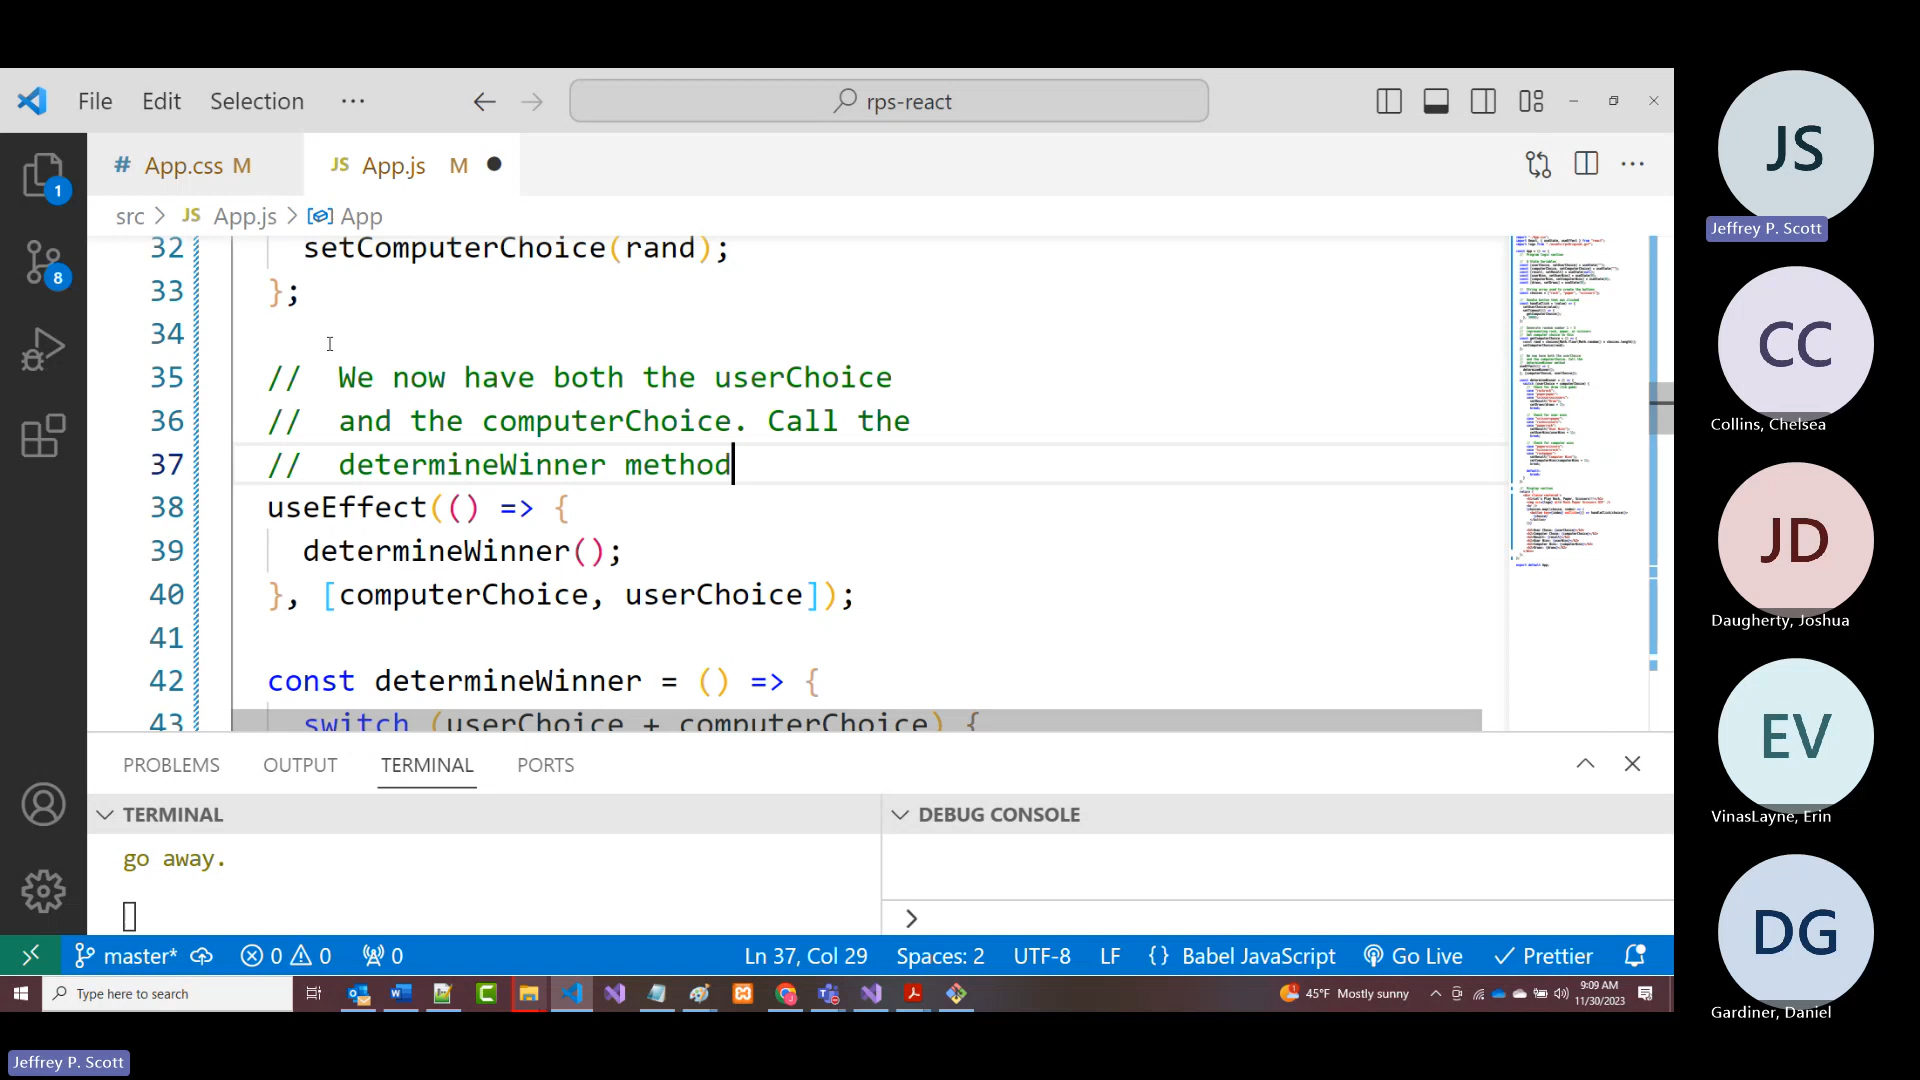 File Edit Selection ··· rps-react
# App.css M JS App.js M
src > JS App.js > App
1
8
32 setComputerChoice(rand);
33 };
34
35 //  We now have both the userChoice
36 //  and the computerChoice. Call the
37 //  determineWinner method
38 useEffect(() => {
39 determineWinner();
40 }, [computerChoice, userChoice]);
41
42 const determineWinner = () => {
43 switch (userChoice + computerChoice) {
PROBLEMS OUTPUT TERMINAL PORTS
TERMINAL
go away.
DEBUG CONSOLE
>
master* 0 0 0 Ln 37, Col 29 Spaces: 2 UTF-8 LF {} Babel JavaScript Go Live Prettier
Type here to search
45°F Mostly sunny
9:09 AM
11/30/2023
JS
Jeffrey P. Scott
CC
Collins, Chelsea
JD
Daugherty, Joshua
EV
VinasLayne, Erin
DG
Gardiner, Daniel
Jeffrey P. Scott